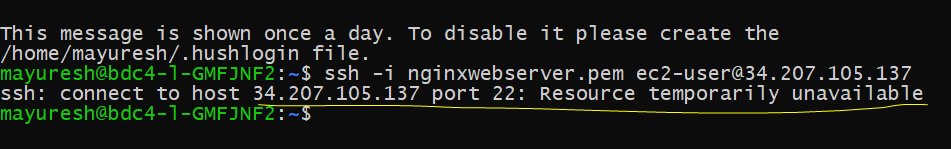 This message is shown once a day. To disable it please create the
/home/mayuresh/.hushlogin file.
mayuresh@bdc4-l-GMFJNF2:~$ ssh -i nginxwebserver.pem ec2-user@34.207.105.137
ssh: connect to host 34.207.105.137 port 22: Resource temporarily unavailable
mayuresh@bdc4-l-GMFJNF2:~$